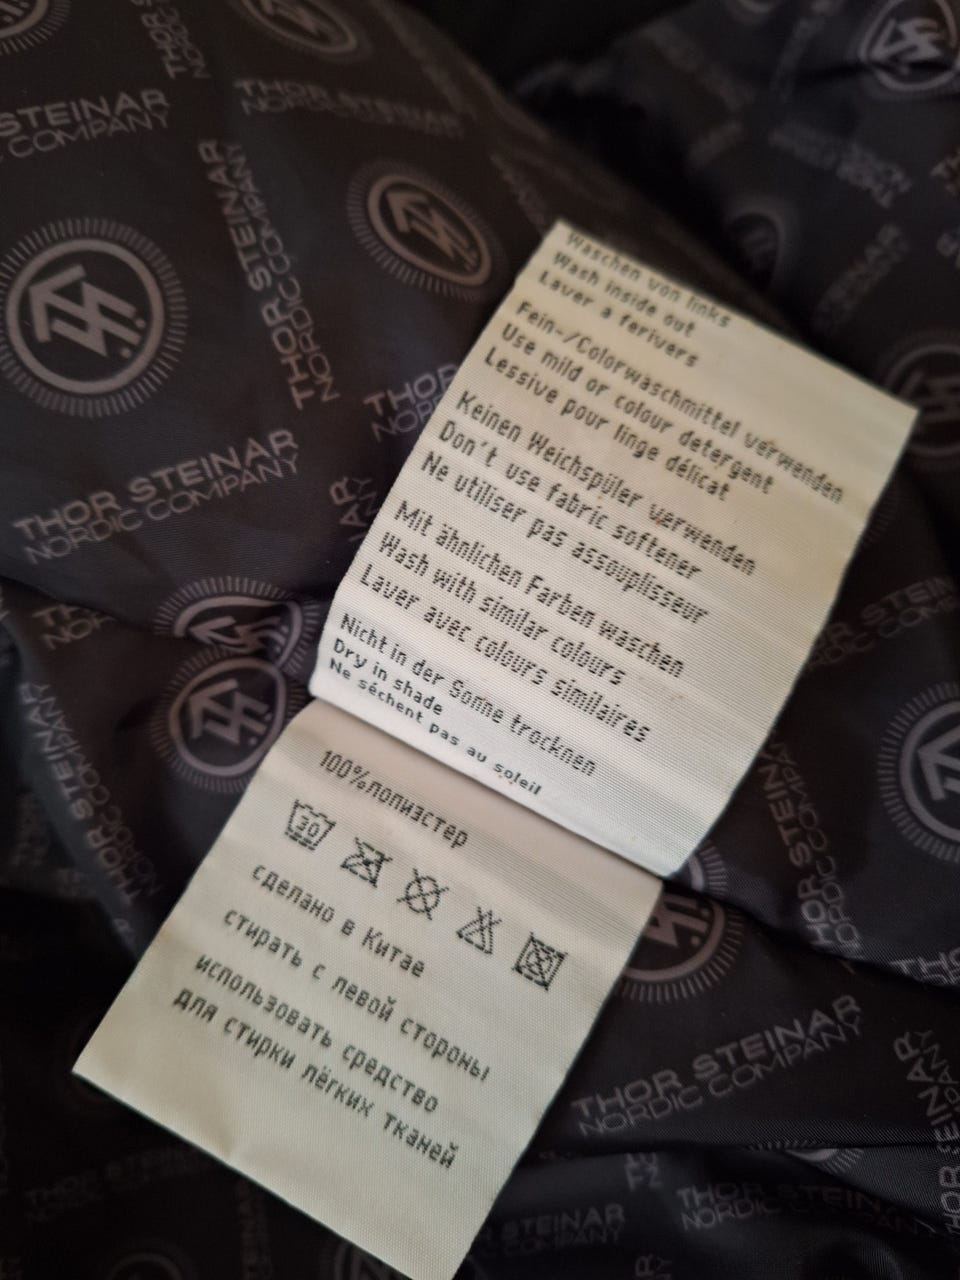 THOR STEINAR
NORDIC COMPANY
Waschen von links
Wash inside out
Laver a ferivers
Fein-/Colorwaschmittel verwenden
Use mild or colour detergent
Lessive pour linge délicat
Keinen Weichspüler verwenden
Don't use fabric softener
Ne utiliser pas assouplisseur
Mit ähnlichen Farben waschen
Wash with similar colours
Laver avec colours similaires
Nicht in der Sonne trocknen
Dry in shade
Ne séchent pas au soleil
100%лолиэстер
30
сделано в Китае
стирать с левой стороны
использовать средство
для стирки лёгких тканей